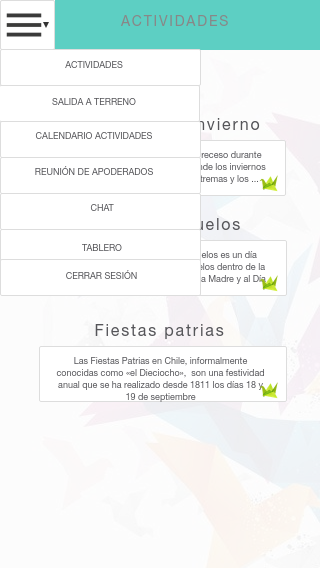 ACTIVIDADES
ACTIVIDADES
SALIDA A TERRENO
CALENDARIO ACTIVIDADES
REUNIÓN DE APODERADOS
CHAT
TABLERO
CERRAR SESIÓN
nvierno
receso durante
nde los inviernos
tremas y los ...
uelos
elos es un día
elos dentro de la
a Madre y al Día
Fiestas patrias
Las Fiestas Patrias en Chile, informalmente
conocidas como «el Dieciocho», son una festividad
anual que se ha realizado desde 1811 los días 18 y
19 de septiembre